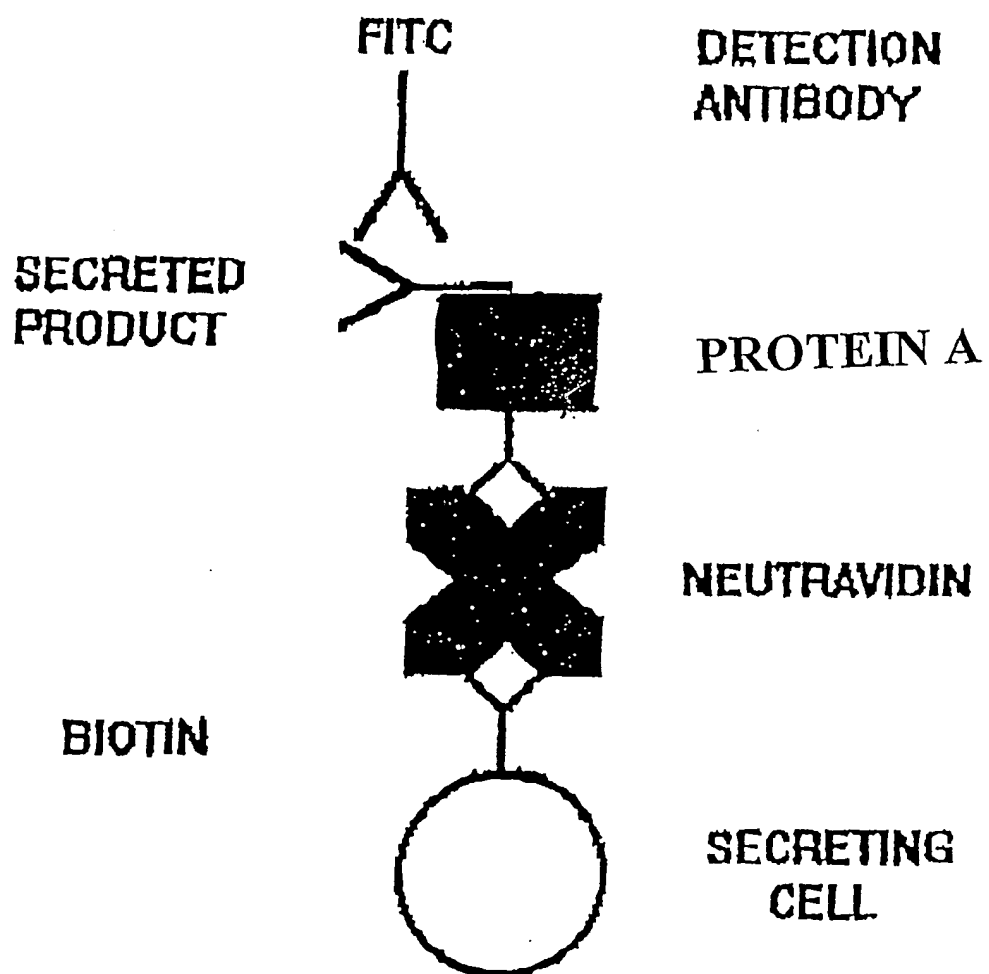 FITC
DETECTION
ANTIBODY
SECRETED
PRODUCT
PROTEIN A
NEUTRAVIDIN
BIOTIN
SECRETING
CELL